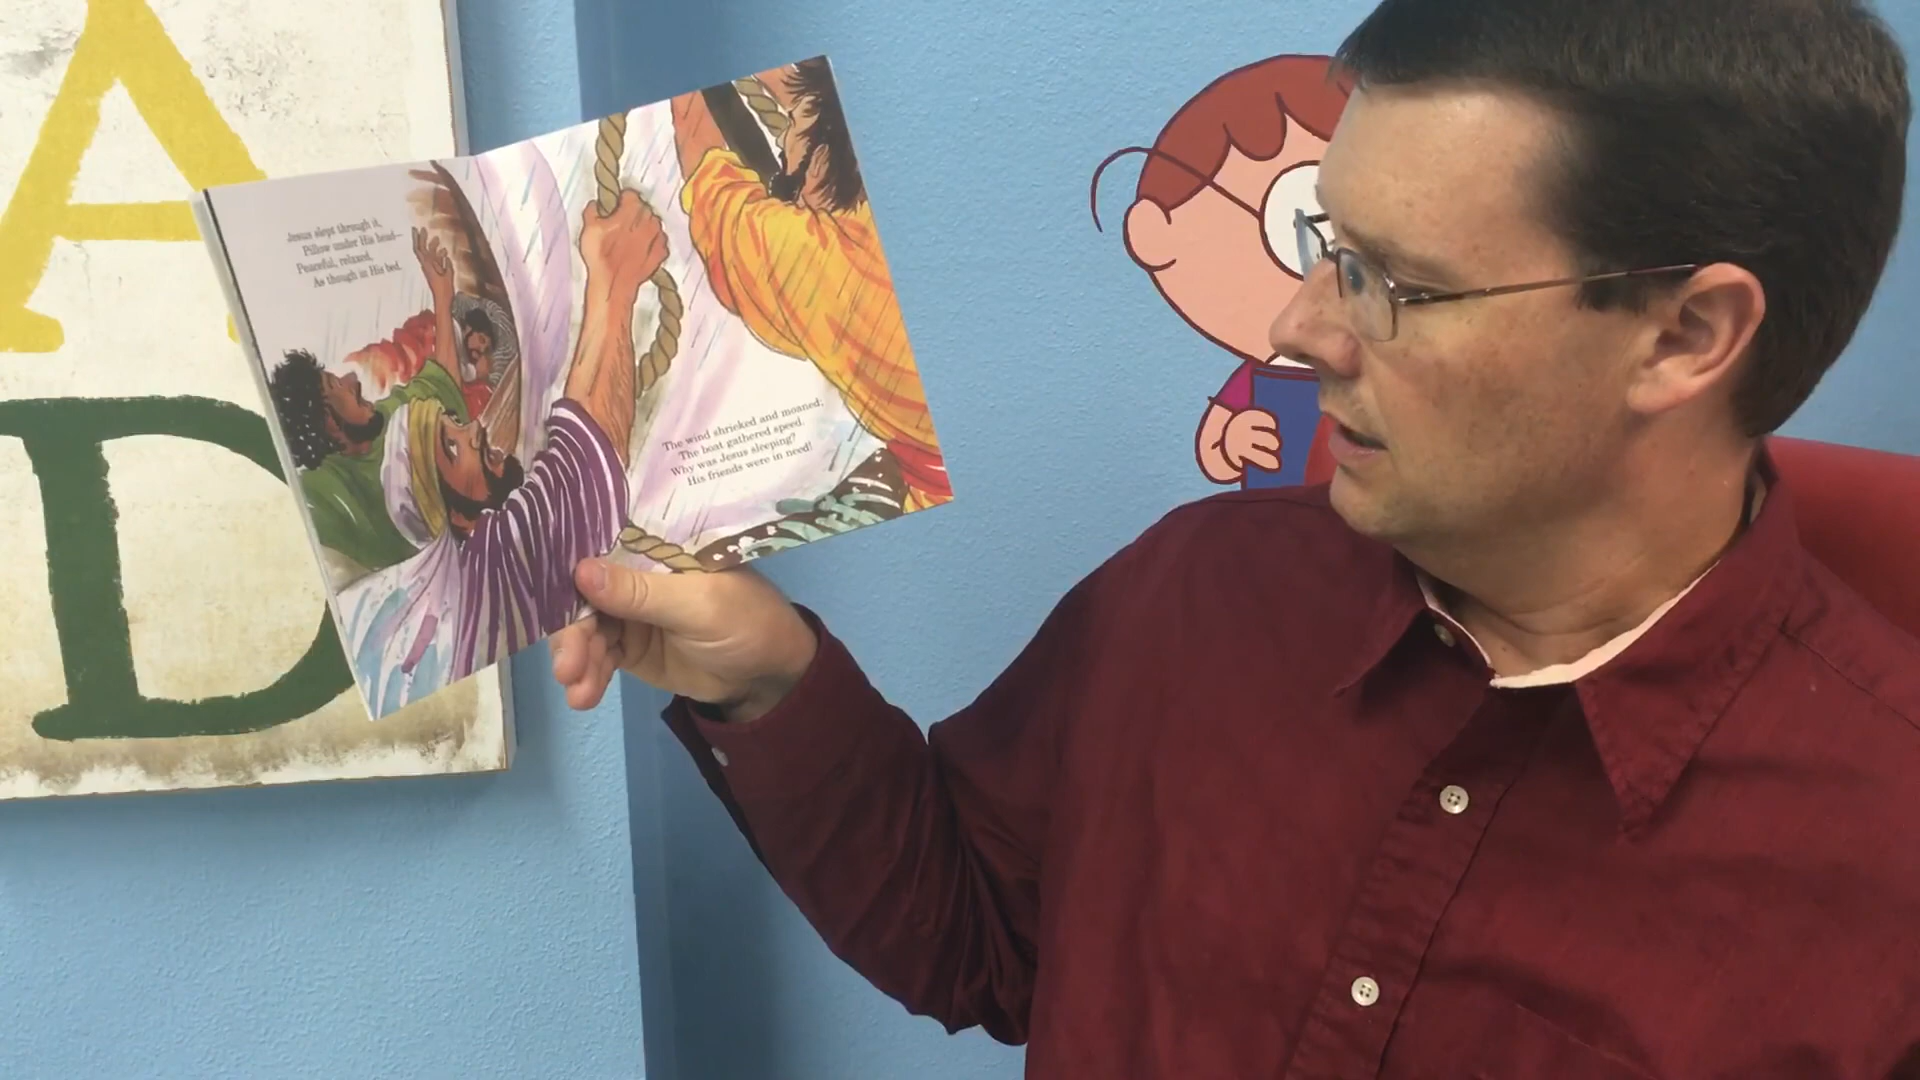 A
D
Jesus slept through it,
Pillow under His head—
Peaceful, relaxed,
As though in His bed.
The wind shrieked and moaned;
The boat gathered speed.
Why was Jesus sleeping?
His friends were in need!